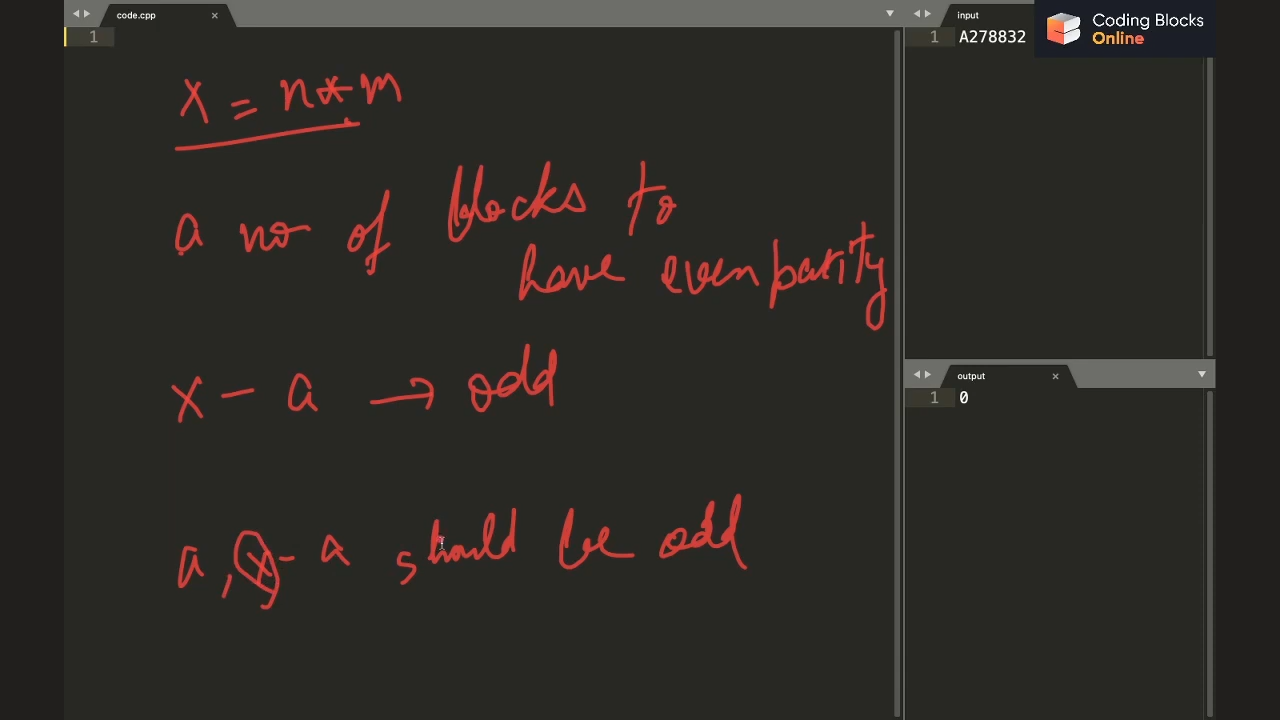 code.cpp
1
x = n * m
a no of blocks to
have even parity
x - a → odd
a, x - a should be odd
input
1 A278832
Coding Blocks
Online
output
1 0